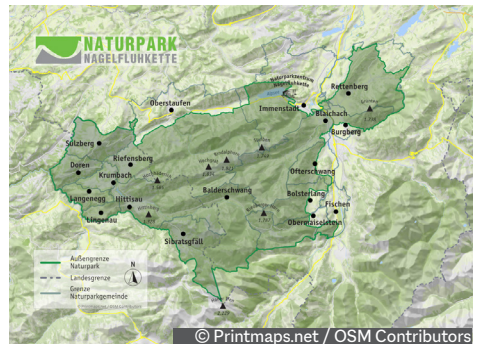 NATURPARK
NAGELFLUHKETTE
Naturparkzentrum
Nagelfluhkette
Rettenberg
Oberstaufen
Immenstadt
Blaichach
Burgberg
Sulzberg
Doren
Riefensberg
Krumbach
Langenegg
Hittisau
Lingenau
Balderschwang
Ofterschwang
Bolsterlang
Fischen
Obermaiselstein
Sibratsgfäll
Außengrenze
Naturpark
Landesgrenze
Grenze
Naturparkgemeinde
N
© Printmaps.net / OSM Contributors